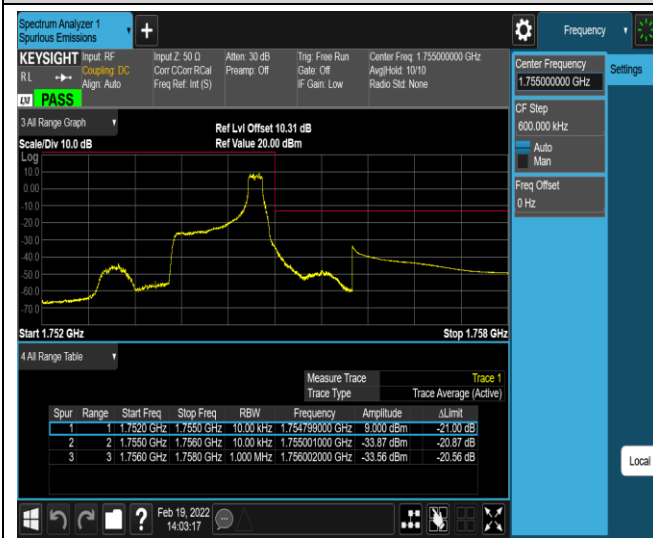 Spectrum Analyzer 1
Spurious Emissions
Frequency
KEYSIGHT Input: RF Input Z: 50 Ω Atten: 30 dB Trig: Free Run Center Freq: 1.755000000 GHz
RL Coupling: DC Corr CCorr RCal Preamp: Off Gate: Off Avg|Hold: 10/10
Align: Auto Freq Ref: Int (S) IF Gain: Low Radio Std: None
LXI PASS
Center Frequency
1.755000000 GHz
Settings
CF Step
600.000 kHz
Auto
Man
Freq Offset
0 Hz
3 All Range Graph
Ref Lvl Offset 10.31 dB
Scale/Div 10.0 dB Ref Value 20.00 dBm
Log
10.0
0.00
-10.0
-20.0
-30.0
-40.0
-50.0
-60.0
-70.0
Start 1.752 GHz Stop 1.758 GHz
4 All Range Table
Measure Trace Trace 1
Trace Type Trace Average (Active)
Spur Range Start Freq Stop Freq RBW Frequency Amplitude ΔLimit
1 1 1.7520 GHz 1.7550 GHz 10.00 kHz 1.754799000 GHz 9.000 dBm -21.00 dB
2 2 1.7550 GHz 1.7560 GHz 10.00 kHz 1.755001000 GHz -33.87 dBm -20.87 dB
3 3 1.7560 GHz 1.7580 GHz 1.000 MHz 1.756002000 GHz -33.56 dBm -20.56 dB
Local
Feb 19, 2022
14:03:17